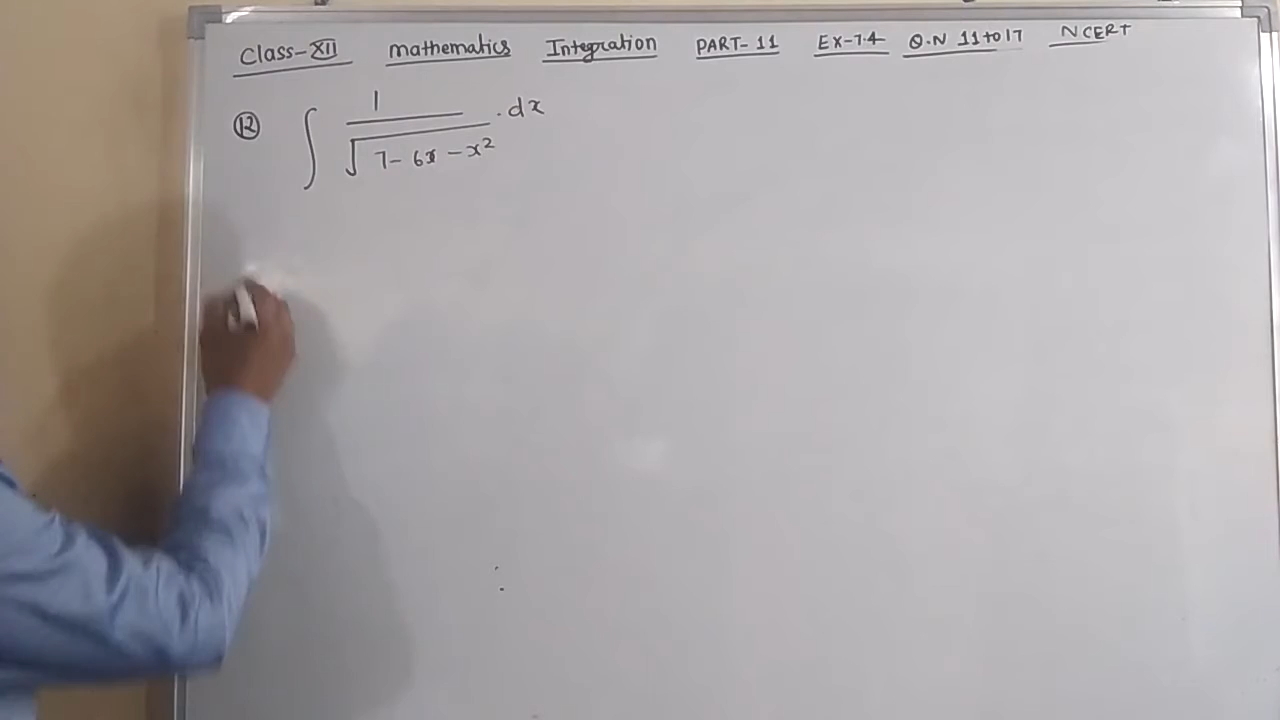 Class-XII mathematics Integration PART-11 EX-7.4 Q.N 11 to 17 NCERT
⑫ ∫ 1/√(7-6x-x²) . dx